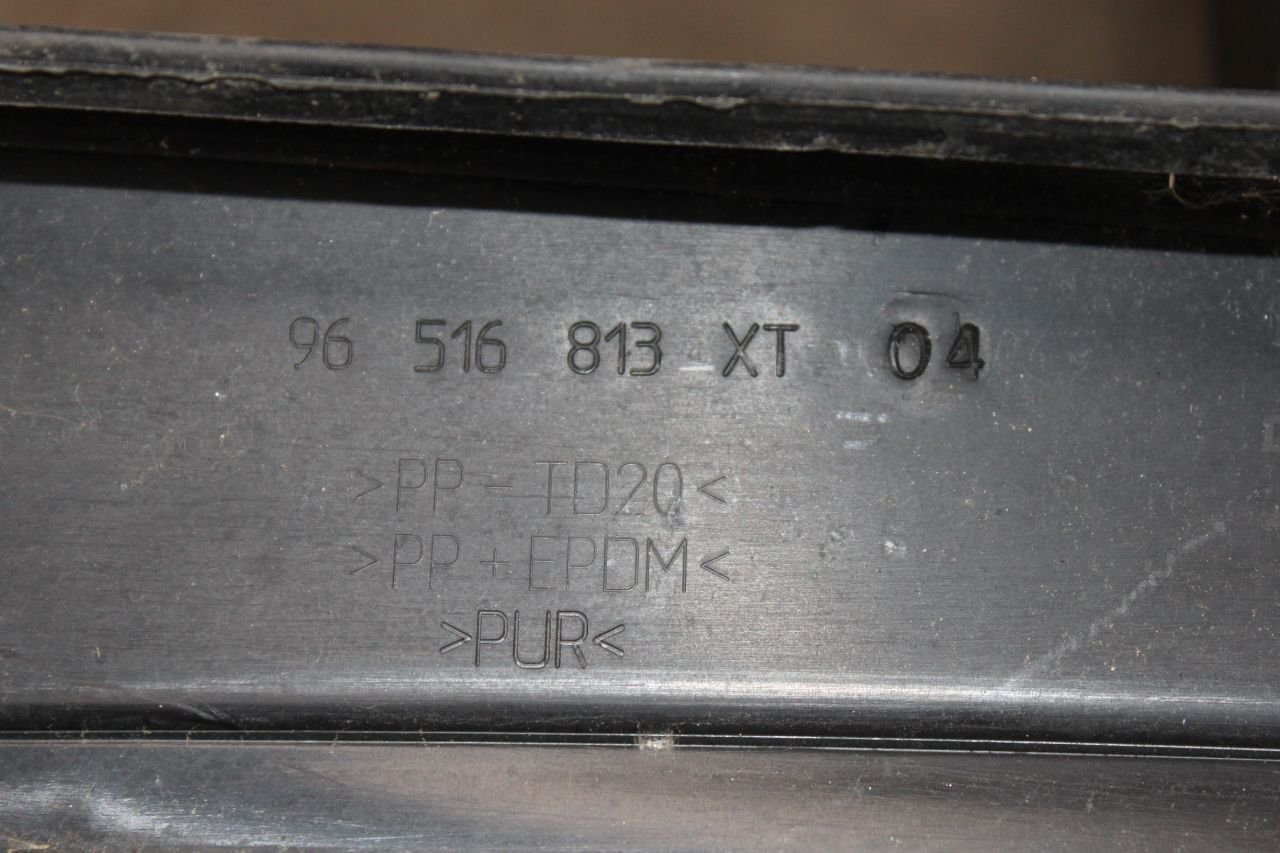 96 516 813 XT 04
>PP-TD20<
>PP+EPDM<
>PUR<